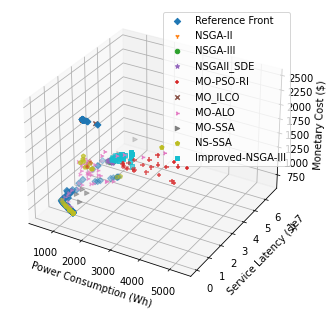 Reference Front
NSGA-II
NSGA-III
NSGAII_SDE
MO-PSO-RI
MO_ILCO
MO-ALO
MO-SSA
NS-SSA
Improved-NSGA-III
2500
2250
2000
1750
1500
1250
1000
750
Monetary Cost ($)
1e7
6
5
4
3
2
1
0
Service Latency (s)
1000
2000
3000
4000
5000
Power Consumption (Wh)